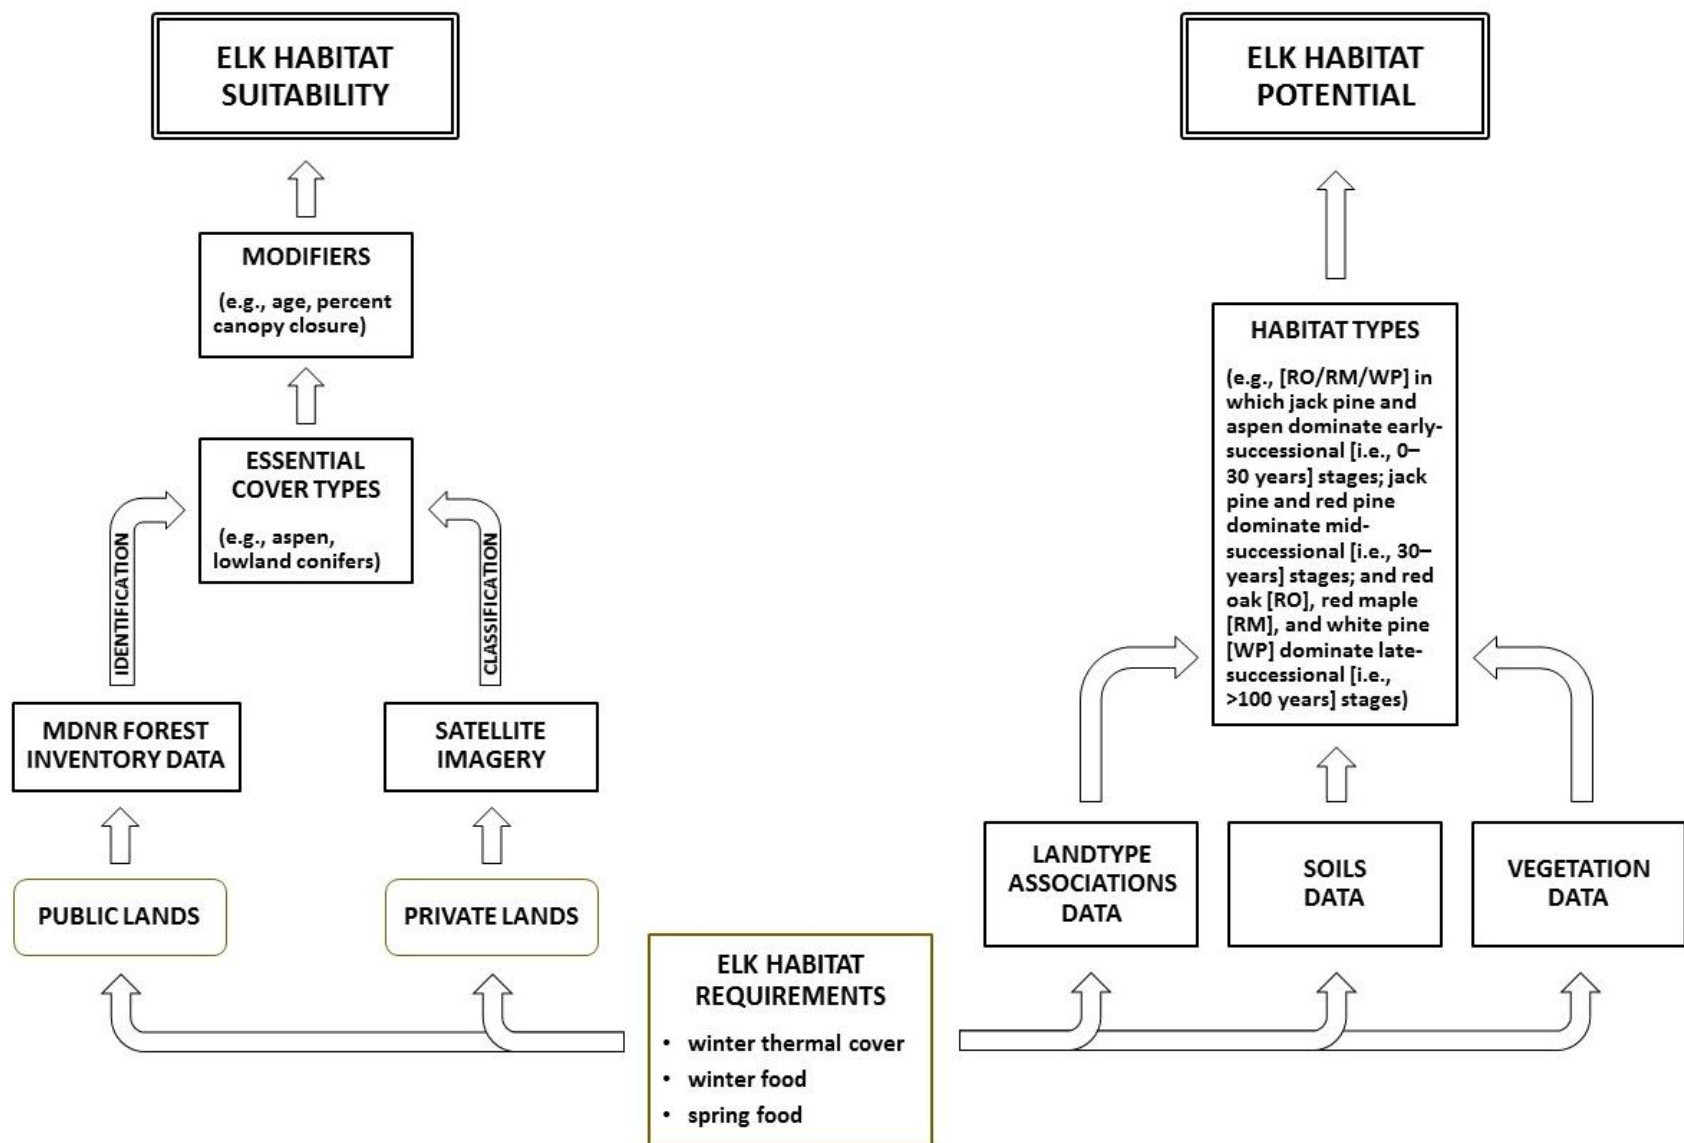 ELK HABITAT
SUITABILITY
ELK HABITAT
POTENTIAL
MODIFIERS
(e.g., age, percent
canopy closure)
HABITAT TYPES
(e.g., [RO/RM/WP] in
which jack pine and
aspen dominate early-
successional [i.e., 0–
30 years] stages; jack
pine and red pine
dominate mid-
successional [i.e., 30–
years] stages; and red
oak [RO], red maple
[RM], and white pine
[WP] dominate late-
successional [i.e.,
>100 years] stages)
ESSENTIAL
COVER TYPES
(e.g., aspen,
lowland conifers)
IDENTIFICATION
CLASSIFICATION
MDNR FOREST
INVENTORY DATA
SATELLITE
IMAGERY
LANDTYPE
ASSOCIATIONS
DATA
SOILS
DATA
VEGETATION
DATA
PUBLIC LANDS
PRIVATE LANDS
ELK HABITAT
REQUIREMENTS
• winter thermal cover
• winter food
• spring food